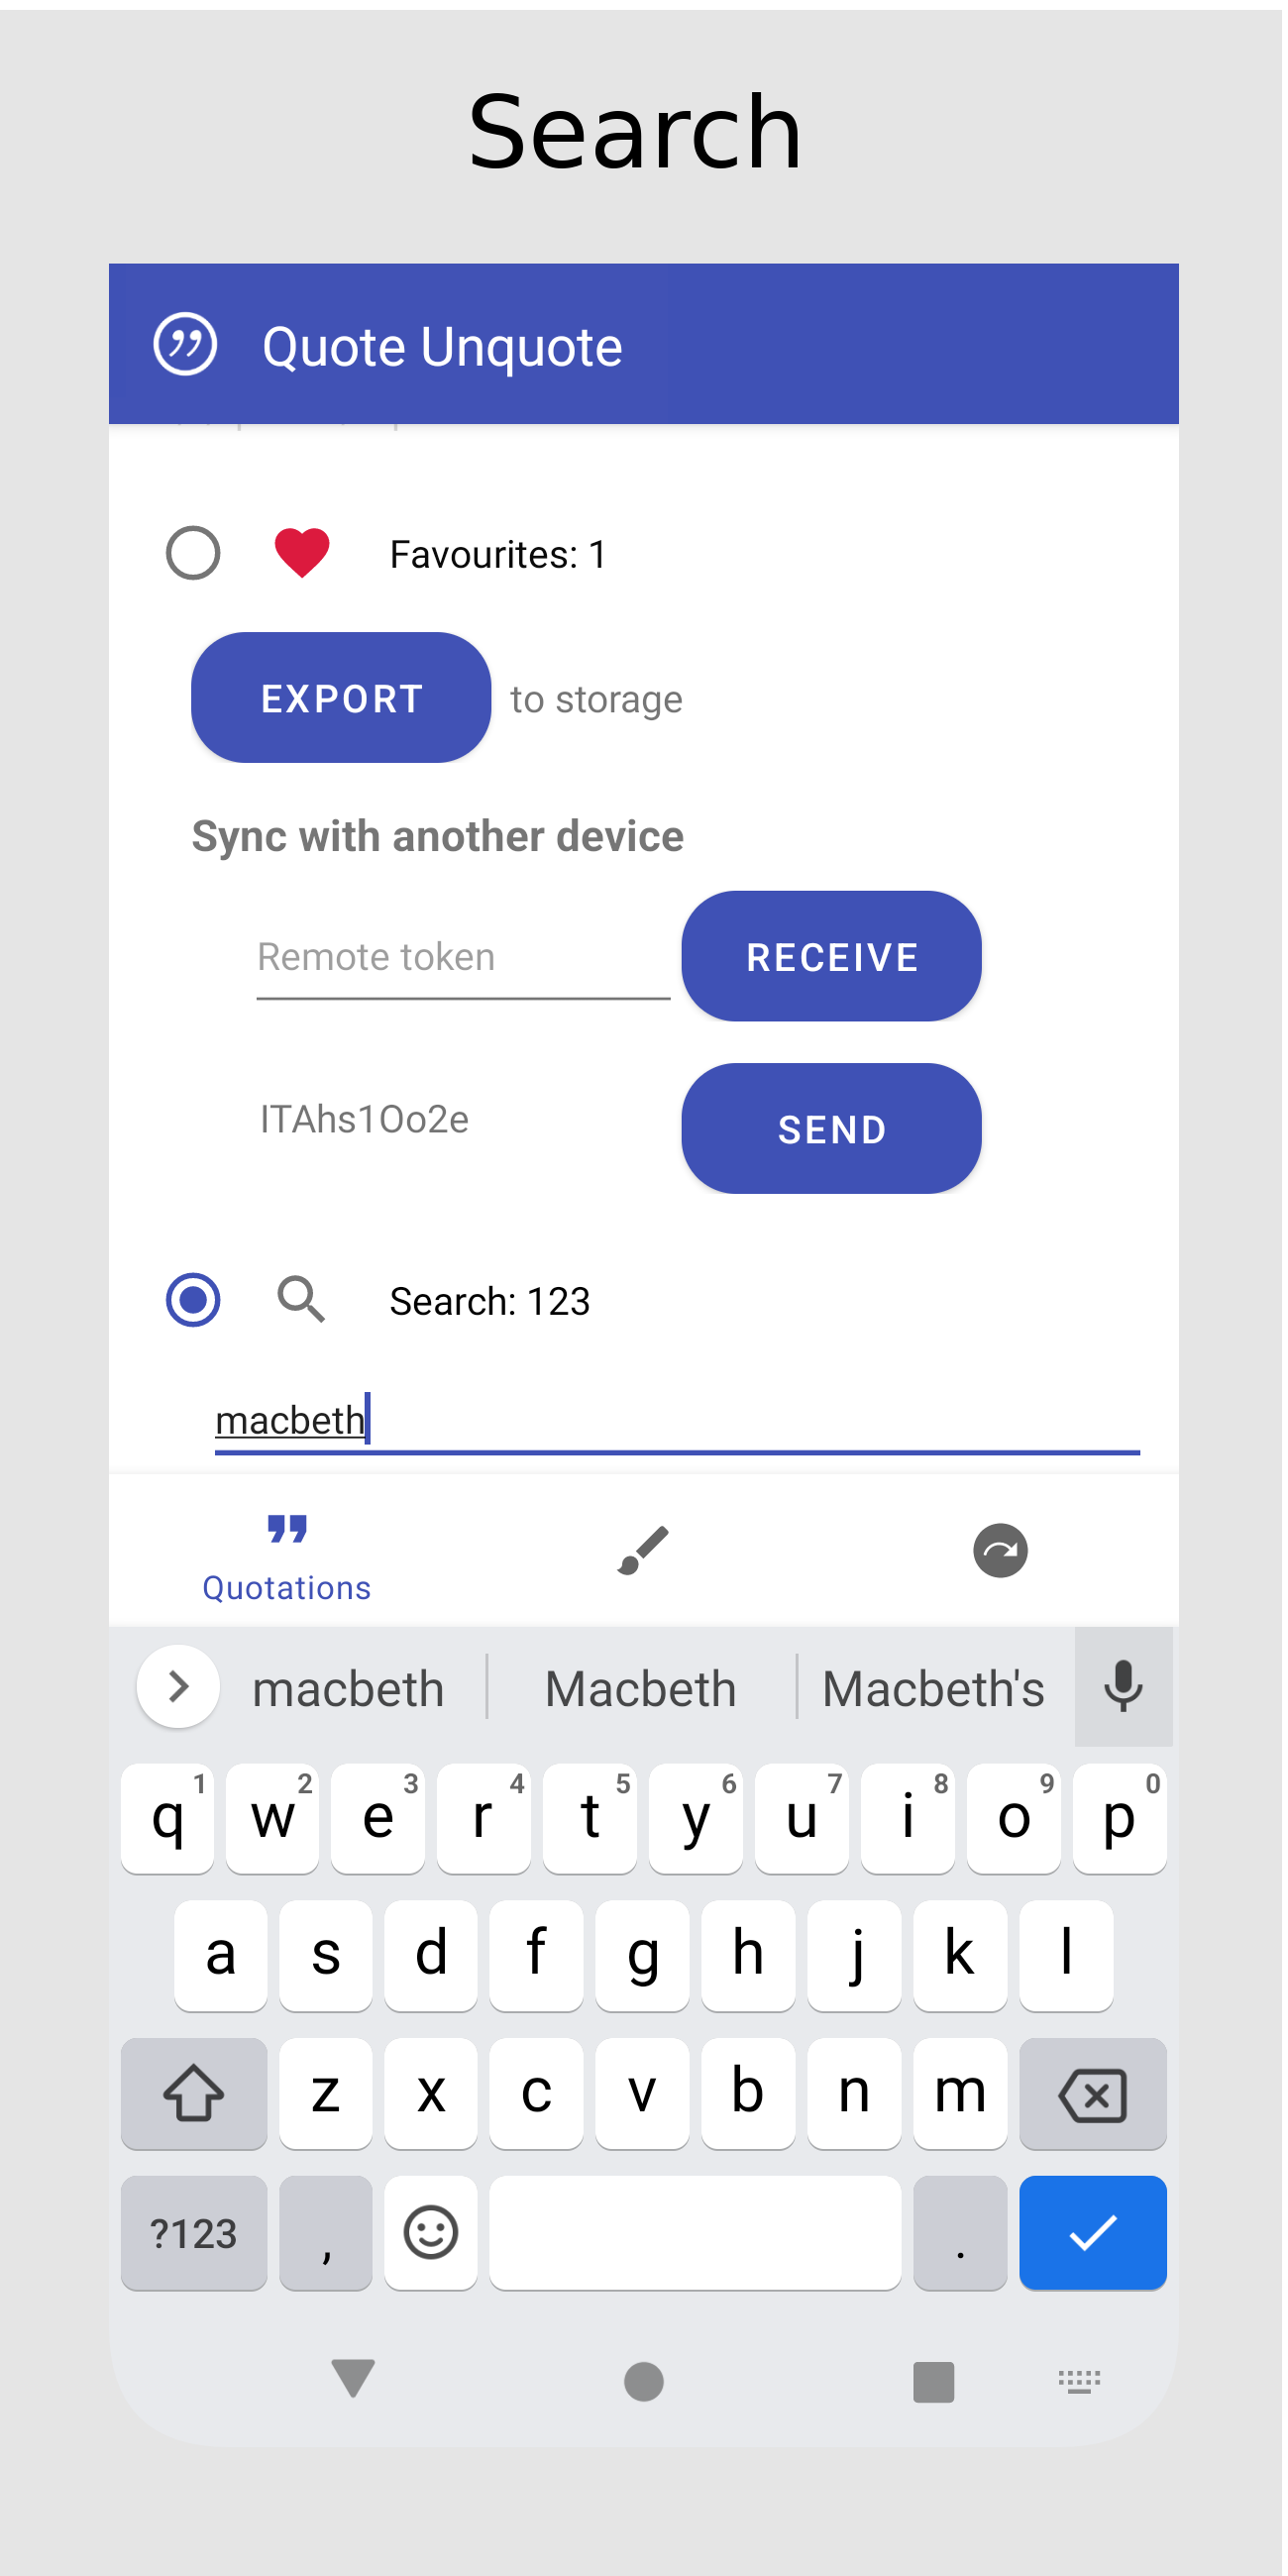 Search
Quote Unquote
Favourites: 1
EXPORT to storage
Sync with another device
Remote token RECEIVE
ITAhs1Oo2e SEND
Search: 123
macbeth
Quotations
macbeth Macbeth Macbeth's
q 1 w 2 e 3 r 4 t 5 y 6 u 7 i 8 o 9 p 0
a s d f g h j k l
z x c v b n m
?123 , .